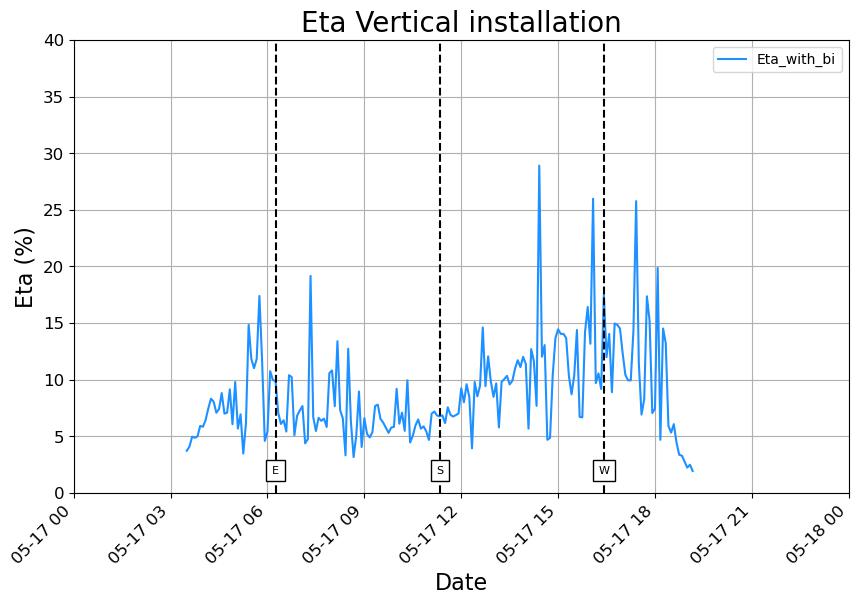 Eta Vertical installation
Eta_with_bi
40
35
30
25
20
15
10
5
0
Eta (%)
E
S
W
05-17 00
05-17 03
05-17 06
05-17 09
05-17 12
05-17 15
05-17 18
05-17 21
05-18 00
Date